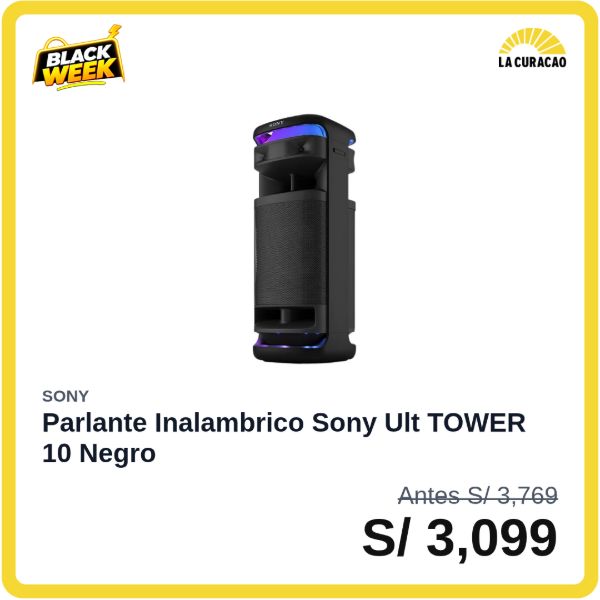 BLACK
WEEK
LA CURACAO
SONY
SONY
Parlante Inalambrico Sony Ult TOWER
10 Negro
Antes S/ 3,769
S/ 3,099